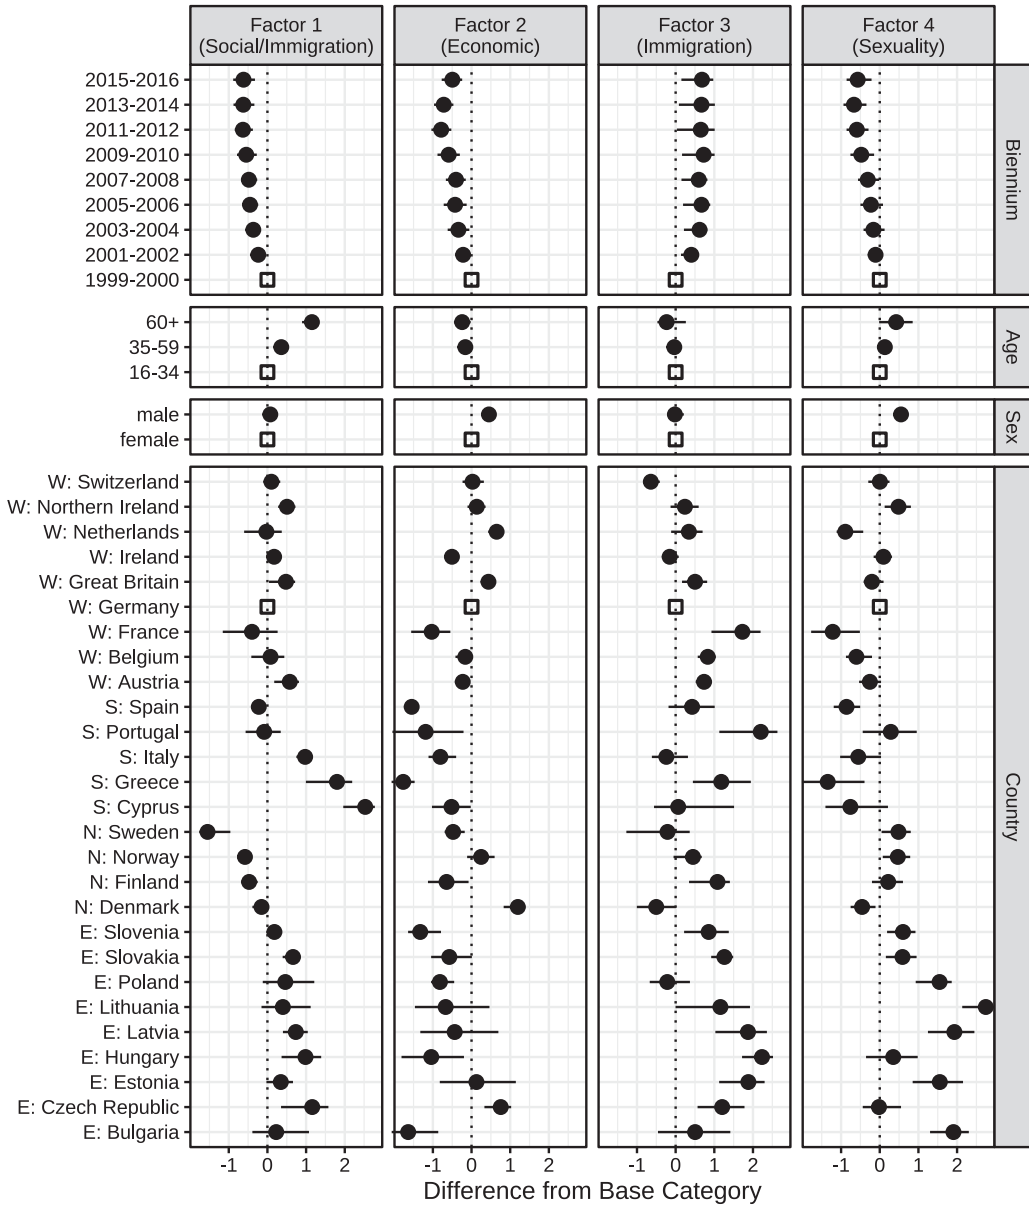 Factor 1
(Social/Immigration)
Factor 2
(Economic)
Factor 3
(Immigration)
Factor 4
(Sexuality)
2015-2016
2013-2014
2011-2012
2009-2010
2007-2008
2005-2006
2003-2004
2001-2002
1999-2000
Biennium
60+
35-59
16-34
Age
male
female
Sex
W: Switzerland
W: Northern Ireland
W: Netherlands
W: Ireland
W: Great Britain
W: Germany
W: France
W: Belgium
W: Austria
S: Spain
S: Portugal
S: Italy
S: Greece
S: Cyprus
N: Sweden
N: Norway
N: Finland
N: Denmark
E: Slovenia
E: Slovakia
E: Poland
E: Lithuania
E: Latvia
E: Hungary
E: Estonia
E: Czech Republic
E: Bulgaria
Country
-1 0 1 2 -1 0 1 2 -1 0 1 2 -1 0 1 2
Difference from Base Category